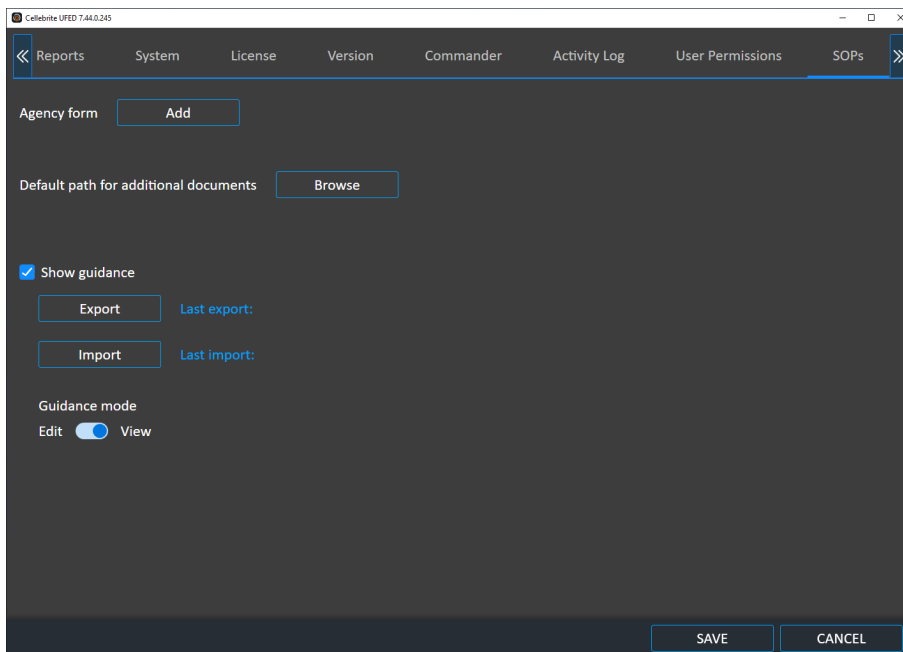 Cellebrite UFED 7.44.0.245
Reports System License Version Commander Activity Log User Permissions SOPs
Agency form Add
Default path for additional documents Browse
Show guidance
Export Last export:
Import Last import:
Guidance mode
Edit View
SAVE CANCEL